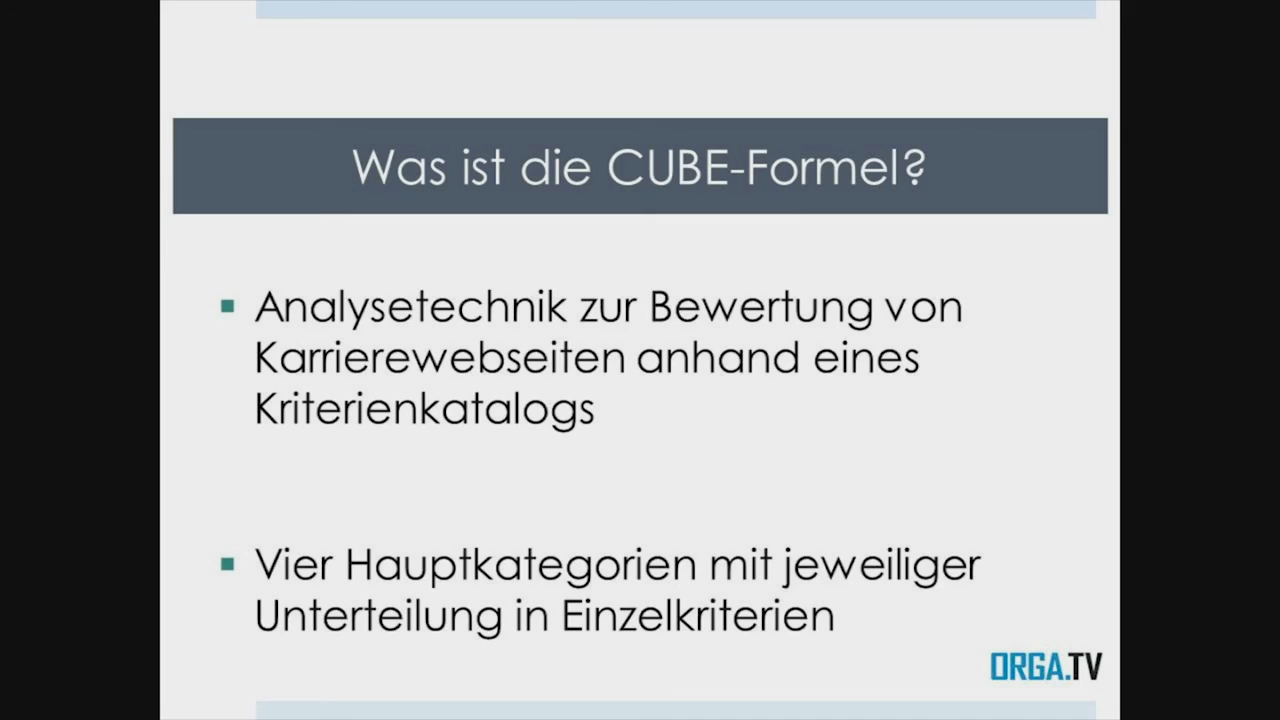 Was ist die CUBE-Formel?
Analysetechnik zur Bewertung von
Karrierewebseiten anhand eines
Kriterienkatalogs
Vier Hauptkategorien mit jeweiliger
Unterteilung in Einzelkriterien
ORGA.TV